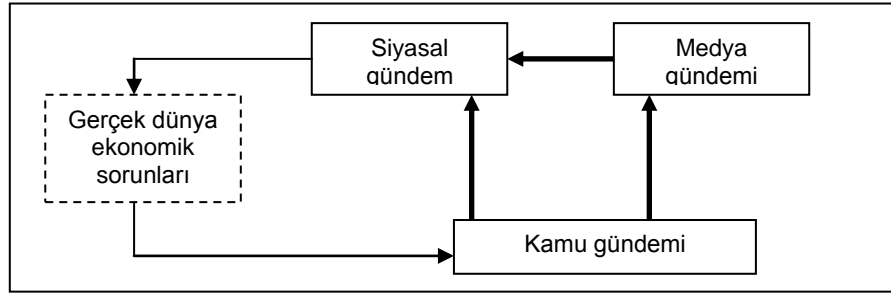 Siyasal
gündem
Medya
gündemi
Gerçek dünya
ekonomik
sorunları
Kamu gündemi